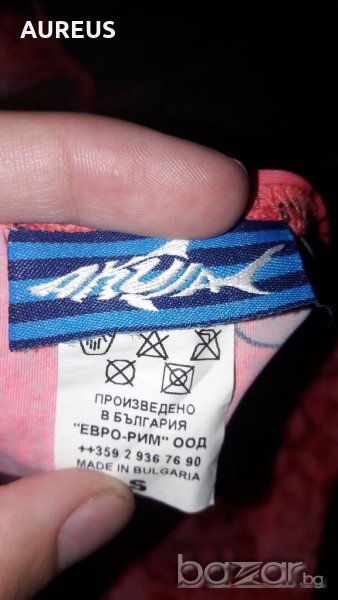 AUREUS
AKULA
ПРОИЗВЕДЕНО
В БЪЛГАРИЯ
"ЕВРО-РИМ" ООД
++359 2 936 76 90
MADE IN BULGARIA
S
bazar.bg